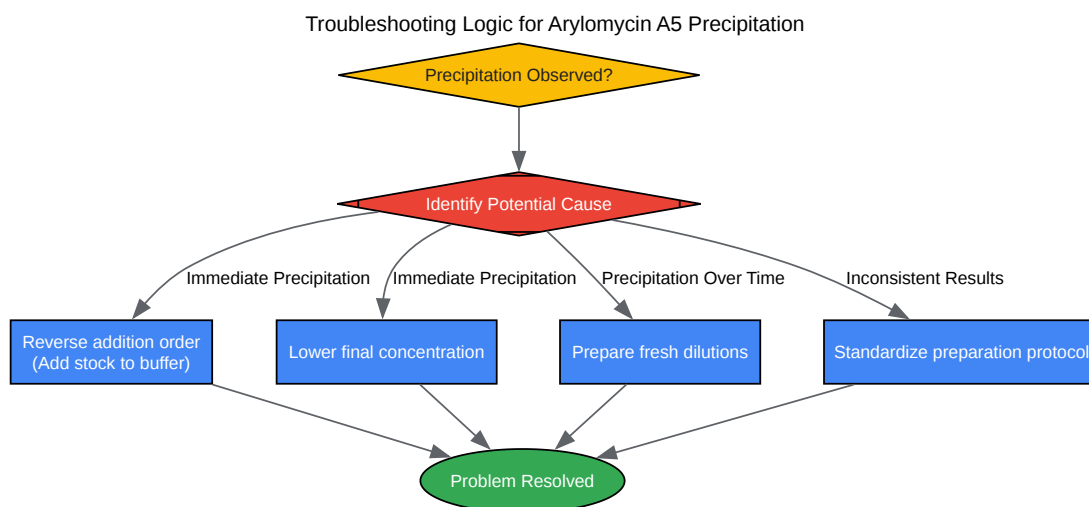 Troubleshooting Logic for Arylomycin A5 Precipitation
Precipitation Observed?
Identify Potential Cause
Immediate Precipitation
Immediate Precipitation
Precipitation Over Time
Inconsistent Results
Reverse addition order
(Add stock to buffer)
Lower final concentration
Prepare fresh dilutions
Standardize preparation protocol
Problem Resolved